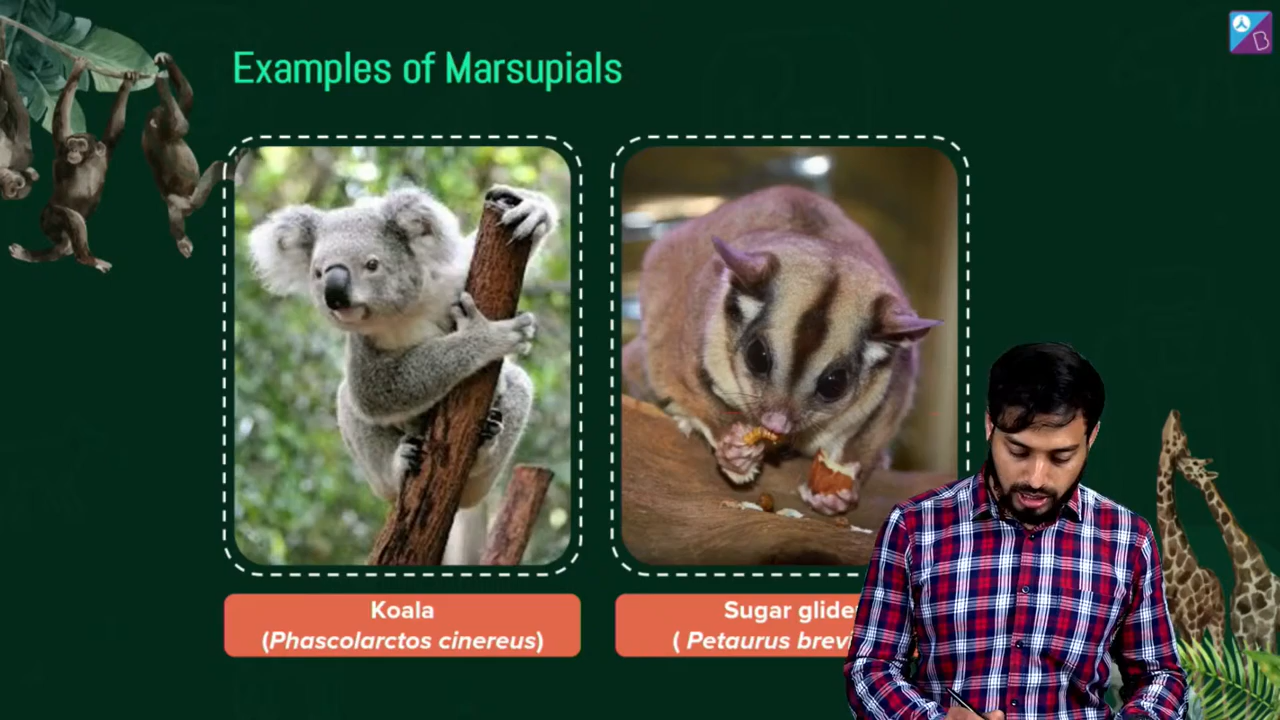 Examples of Marsupials
Koala
(Phascolarctos cinereus)
Sugar glide
( Petaurus brevi
B